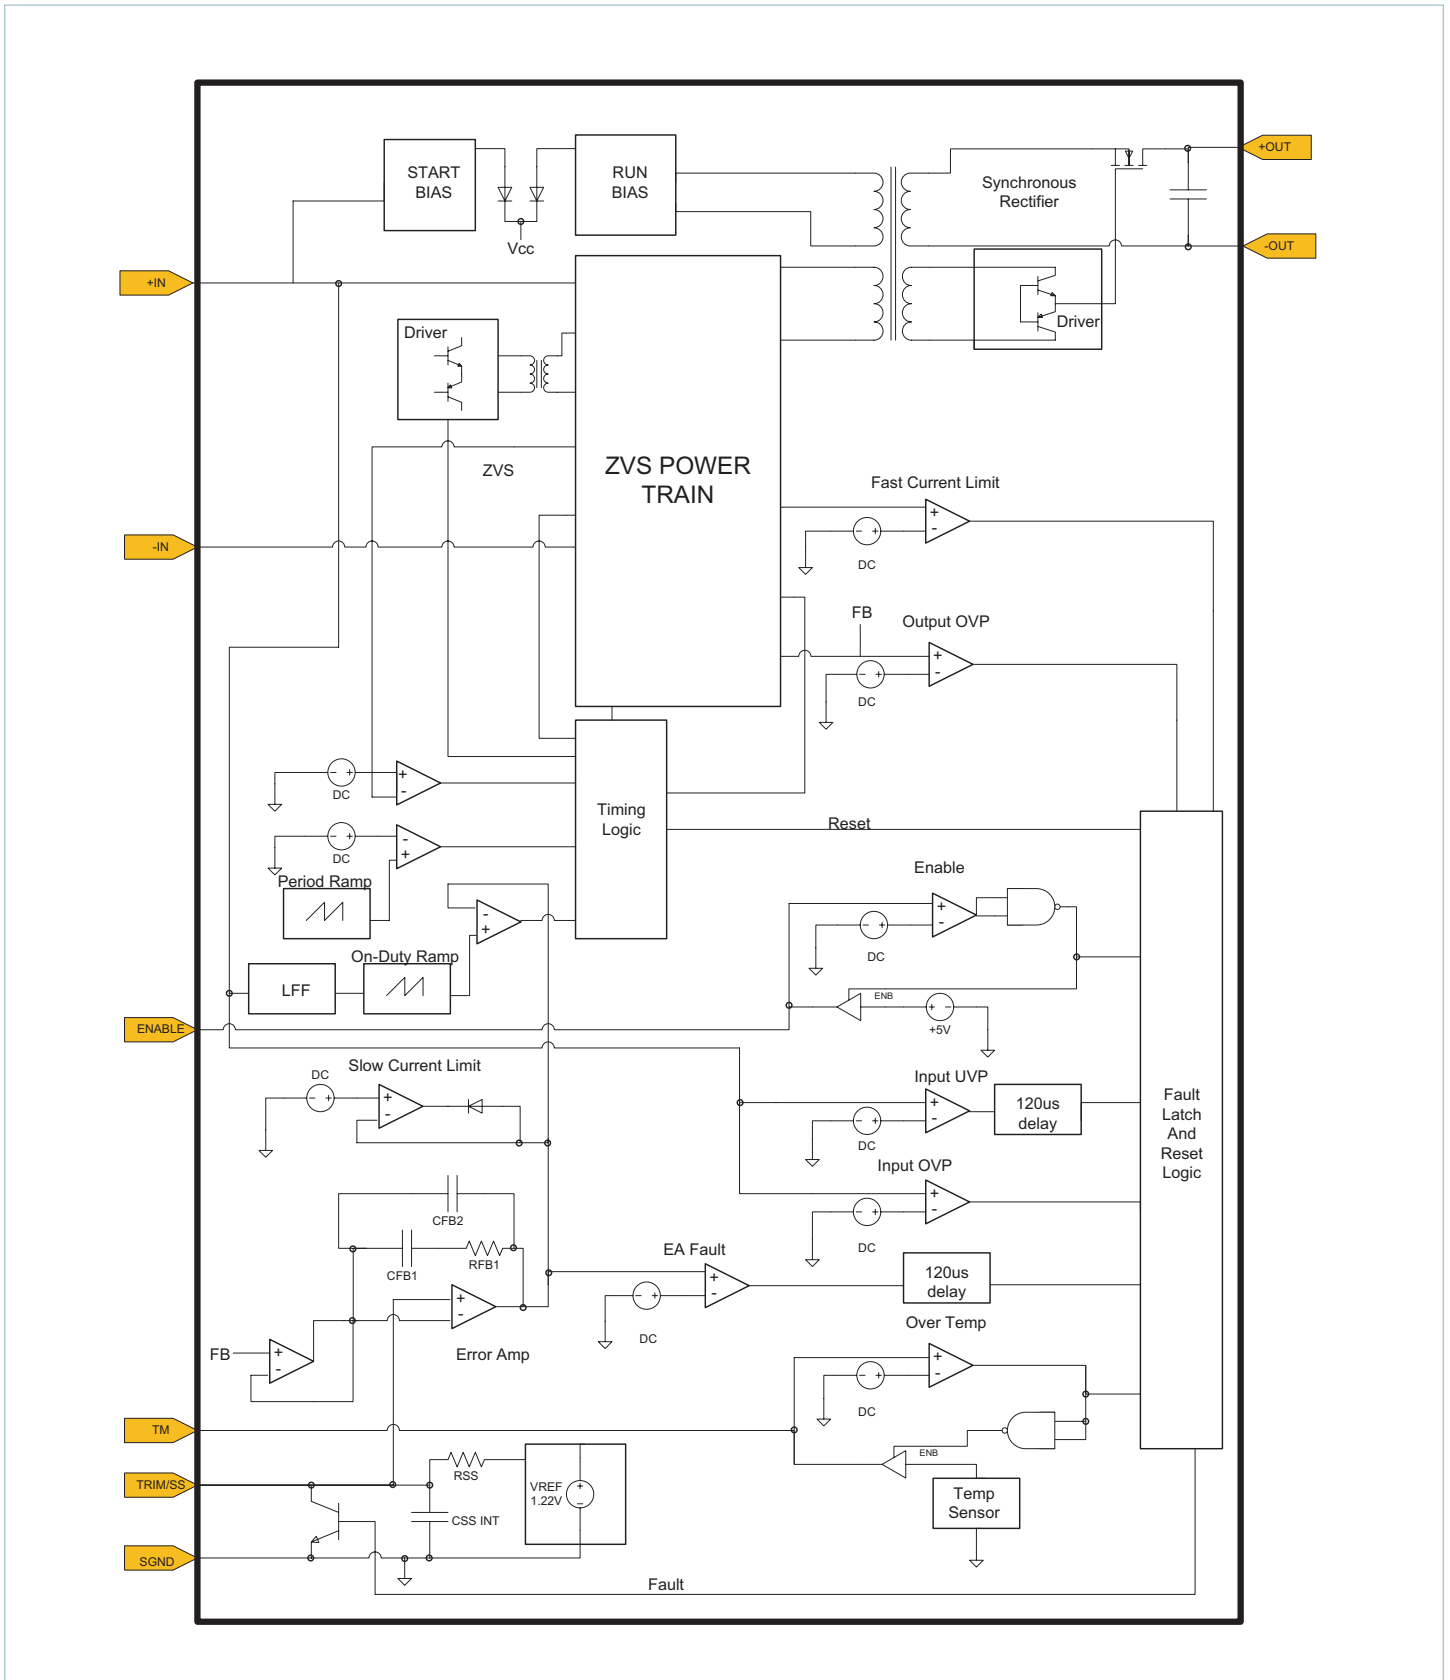 START
BIAS
RUN
BIAS
Vcc
Synchronous
Rectifier
+OUT
-OUT
+IN
Driver
Driver
ZVS
ZVS POWER
TRAIN
Fast Current Limit
+
-
- +
DC
-IN
FB
Output OVP
+
-
- +
DC
- +
DC
+
-
Timing
Logic
- +
DC
-
+
Period Ramp
Reset
Enable
+
-
- +
DC
-
+
On-Duty Ramp
LFF
ENB
+ -
+5V
ENABLE
Slow Current Limit
DC
- +
+
-
Input UVP
+
-
- +
DC
120us
delay
Fault
Latch
And
Reset
Logic
Input OVP
+
-
- +
DC
CFB2
CFB1
RFB1
EA Fault
+
-
- +
DC
120us
delay
+
-
Error Amp
FB
+
-
Over Temp
+
-
- +
DC
TM
ENB
Temp
Sensor
TRIM/SS
RSS
VREF
1.22V
+
-
CSS INT
SGND
Fault